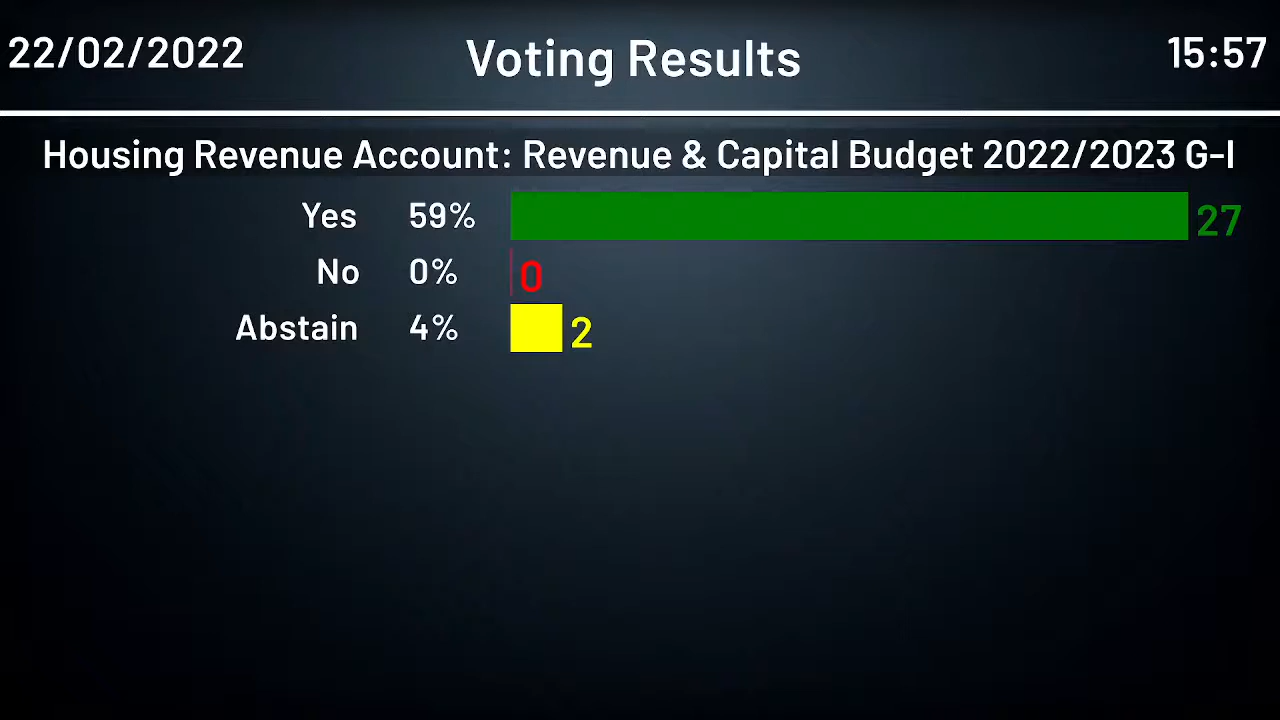 22/02/2022 Voting Results 15:57
Housing Revenue Account: Revenue & Capital Budget 2022/2023 G-I
Yes 59% 27
No 0% 0
Abstain 4% 2